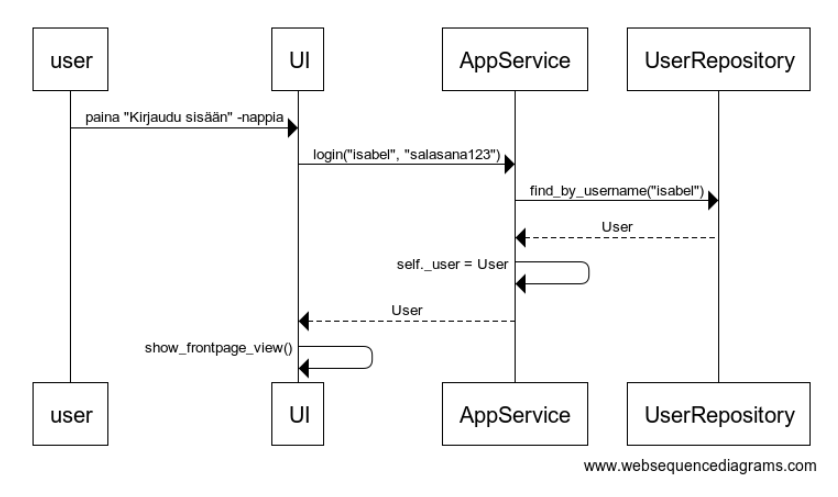 user
UI
AppService
UserRepository
paina "Kirjaudu sisään" -nappia
login("isabel", "salasana123")
find_by_username("isabel")
User
self._user = User
User
show_frontpage_view()
user
UI
AppService
UserRepository
www.websequencediagrams.com